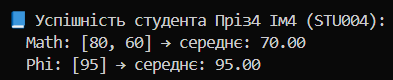 📘 Успішність студента Пріз4 Ім4 (STU004):
Math: [80, 60] → середнє: 70.00
Phi: [95] → середнє: 95.00